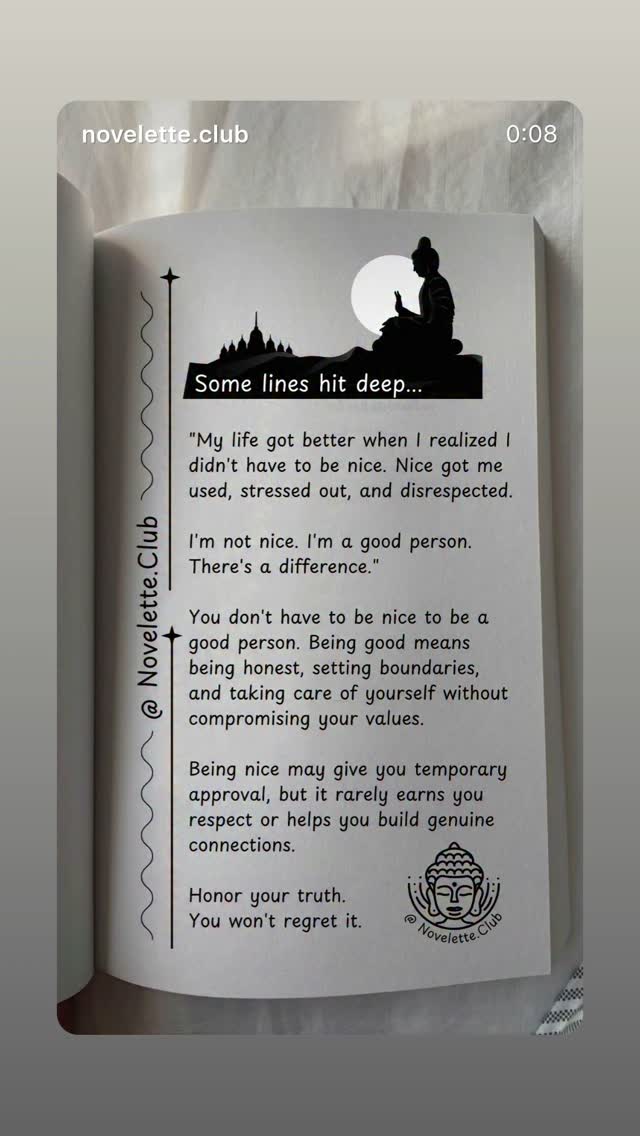 novelette.club
0:08
Some lines hit deep...
"My life got better when I realized I
didn't have to be nice. Nice got me
used, stressed out, and disrespected.
I'm not nice. I'm a good person.
There's a difference."
You don't have to be nice to be a
good person. Being good means
being honest, setting boundaries,
and taking care of yourself without
compromising your values.
Being nice may give you temporary
approval, but it rarely earns you
respect or helps you build genuine
connections.
Honor your truth.
You won't regret it.
@ Novelette.Club
@ Novelette.Club